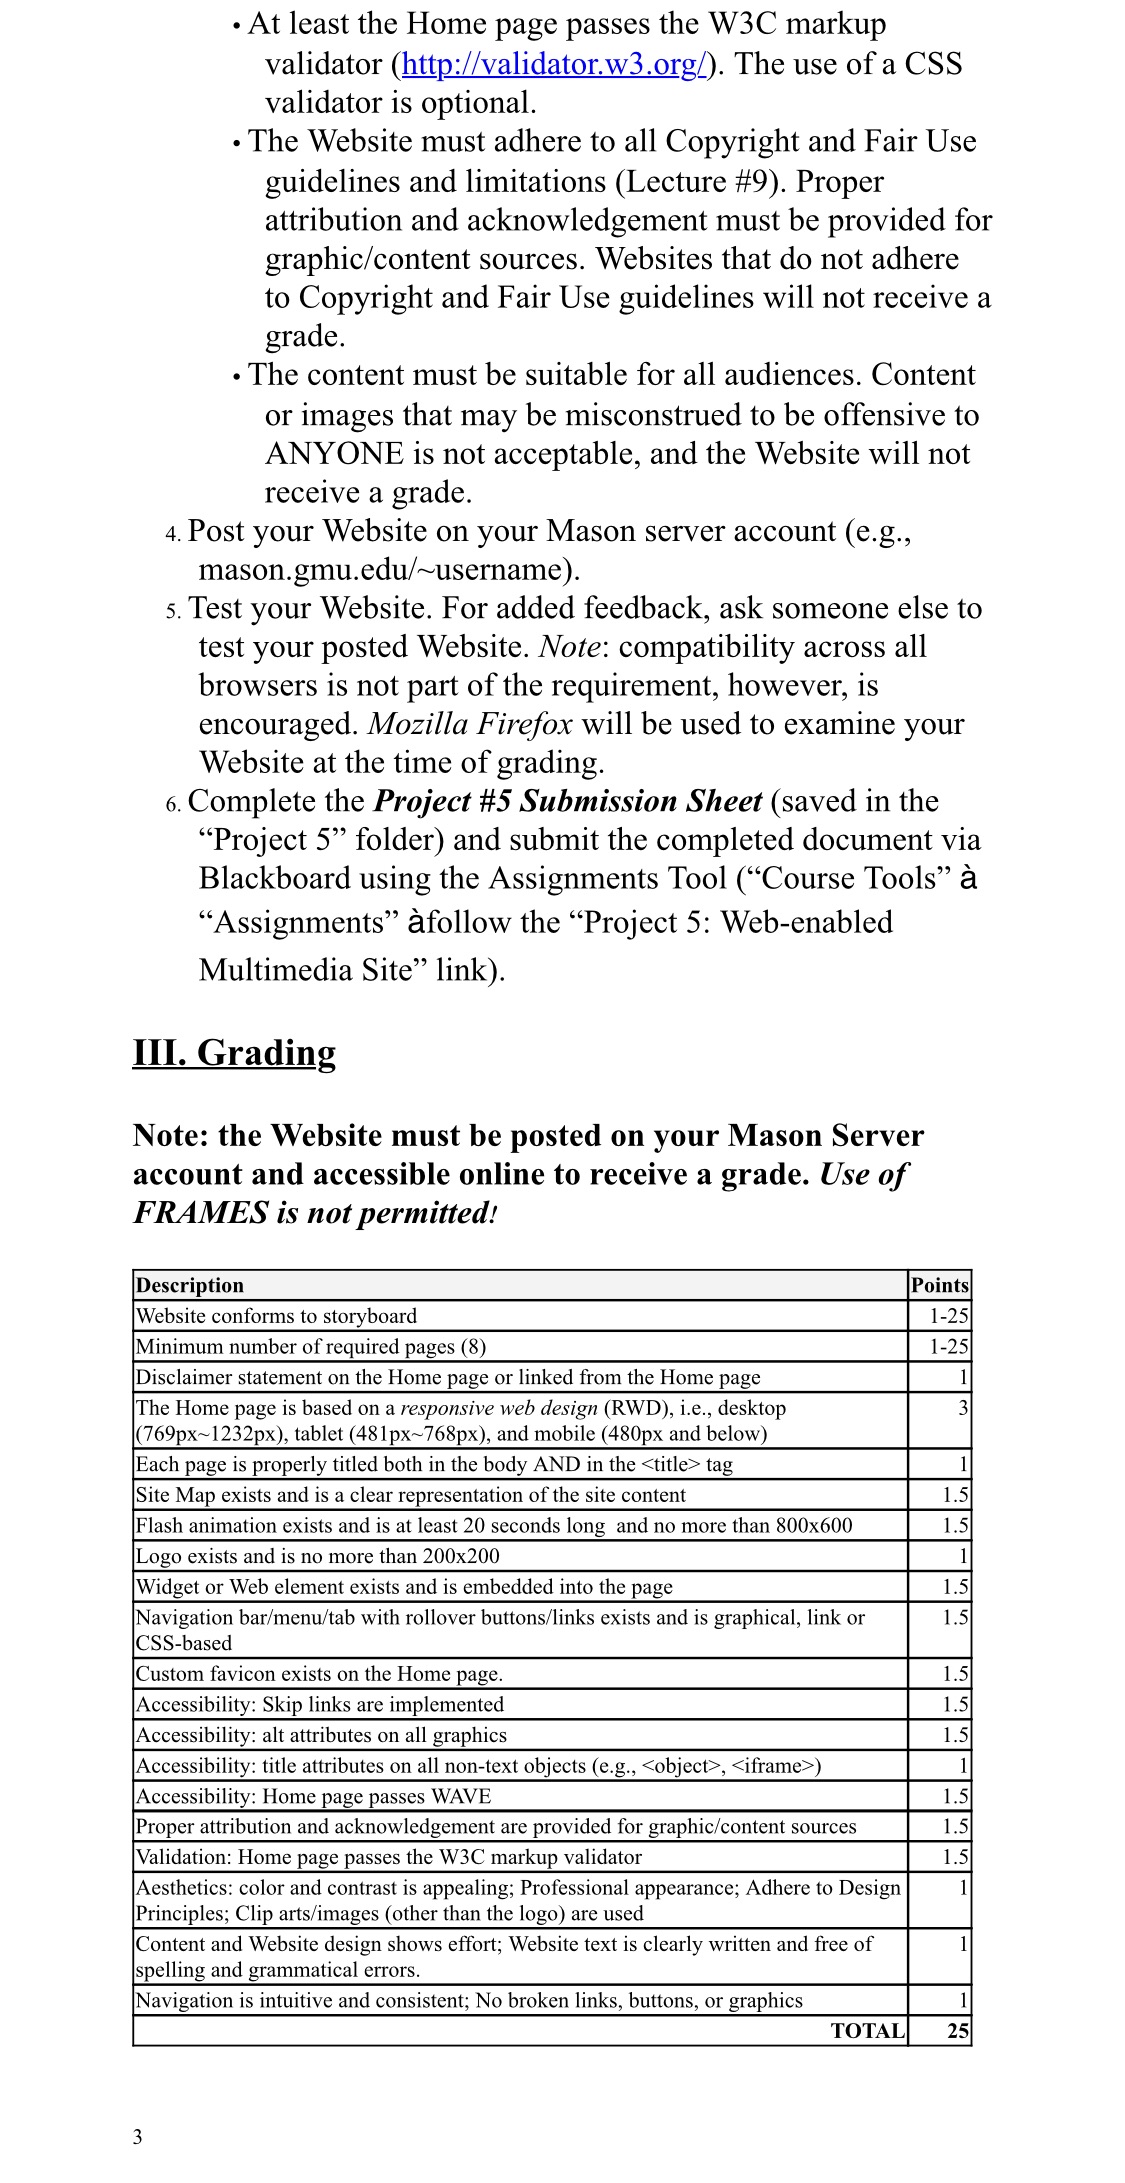 • At least the Home page passes the W3C markup
validator (http://validator.w3.org/). The use of a CSS
validator is optional.
• The Website must adhere to all Copyright and Fair Use
guidelines and limitations (Lecture #9). Proper
attribution and acknowledgement must be provided for
graphic/content sources. Websites that do not adhere
to Copyright and Fair Use guidelines will not receive a
grade.
• The content must be suitable for all audiences. Content
or images that may be misconstrued to be offensive to
ANYONE is not acceptable, and the Website will not
receive a grade.
4. Post your Website on your Mason server account (e.g.,
mason.gmu.edu/~username).
5. Test your Website. For added feedback, ask someone else to
test your posted Website. Note: compatibility across all
browsers is not part of the requirement, however, is
encouraged. Mozilla Firefox will be used to examine your
Website at the time of grading.
6. Complete the Project #5 Submission Sheet (saved in the
“Project 5” folder) and submit the completed document via
Blackboard using the Assignments Tool (“Course Tools” à
“Assignments” àfollow the “Project 5: Web-enabled
Multimedia Site” link).
III. Grading
Note: the Website must be posted on your Mason Server
account and accessible online to receive a grade. Use of
FRAMES is not permitted!
Description Points
Website conforms to storyboard 1-25
Minimum number of required pages (8) 1-25
Disclaimer statement on the Home page or linked from the Home page 1
The Home page is based on a responsive web design (RWD), i.e., desktop 3
(769px~1232px), tablet (481px~768px), and mobile (480px and below)
Each page is properly titled both in the body AND in the <title> tag 1
Site Map exists and is a clear representation of the site content 1.5
Flash animation exists and is at least 20 seconds long  and no more than 800x600 1.5
Logo exists and is no more than 200x200 1
Widget or Web element exists and is embedded into the page 1.5
Navigation bar/menu/tab with rollover buttons/links exists and is graphical, link or 1.5
CSS-based
Custom favicon exists on the Home page. 1.5
Accessibility: Skip links are implemented 1.5
Accessibility: alt attributes on all graphics 1.5
Accessibility: title attributes on all non-text objects (e.g., <object>, <iframe>) 1
Accessibility: Home page passes WAVE 1.5
Proper attribution and acknowledgement are provided for graphic/content sources 1.5
Validation: Home page passes the W3C markup validator 1.5
Aesthetics: color and contrast is appealing; Professional appearance; Adhere to Design 1
Principles; Clip arts/images (other than the logo) are used
Content and Website design shows effort; Website text is clearly written and free of 1
spelling and grammatical errors.
Navigation is intuitive and consistent; No broken links, buttons, or graphics 1
TOTAL 25
3